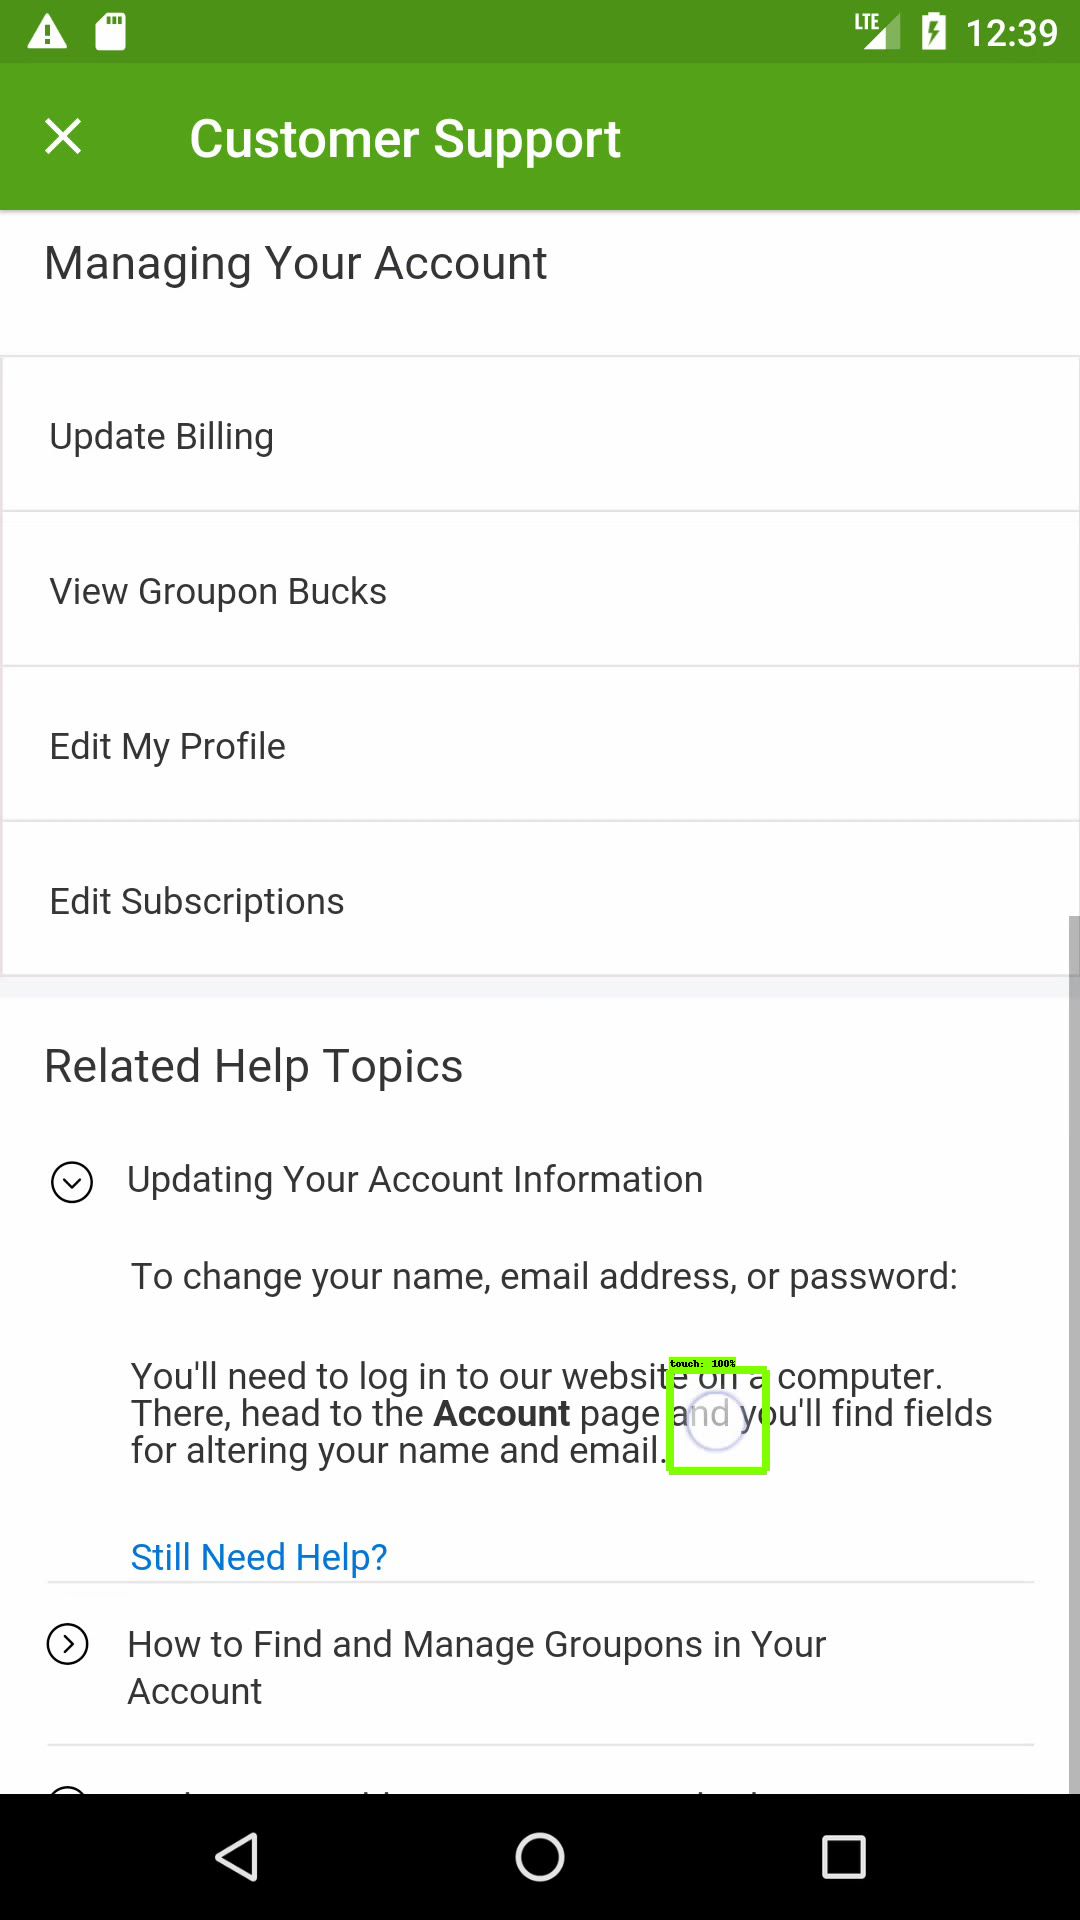 LTE 12:39
Customer Support
Managing Your Account
Update Billing
View Groupon Bucks
Edit My Profile
Edit Subscriptions
Related Help Topics
Updating Your Account Information
To change your name, email address, or password:
touch: 100%
You'll need to log in to our website on a computer.
There, head to the Account page and you'll find fields
for altering your name and email.
Still Need Help?
How to Find and Manage Groupons in Your
Account